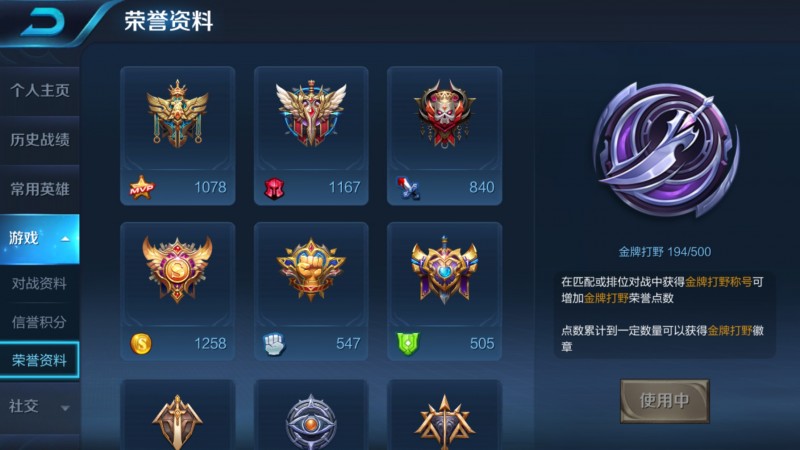 荣誉资料
个人主页
历史战绩
常用英雄
游戏
对战资料
信誉积分
荣誉资料
社交
MVP
1078
1167
840
S
S
1258
547
505
金牌打野 194/500
在匹配或排位对战中获得金牌打野称号可
增加金牌打野荣誉点数
点数累计到一定数量可以获得金牌打野徽
章
使用中